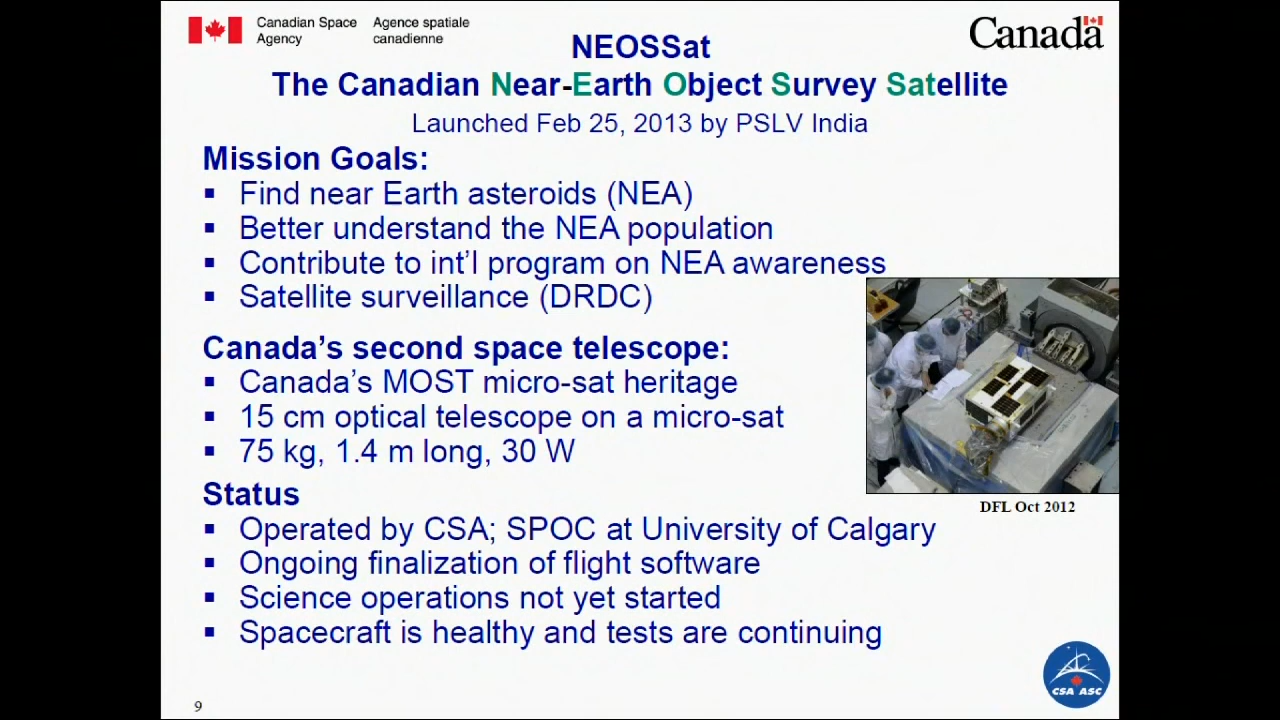 Canadian Space Agency
Agence spatiale canadienne
Canada
NEOSSat
The Canadian Near-Earth Object Survey Satellite
Launched Feb 25, 2013 by PSLV India
Mission Goals:
▪ Find near Earth asteroids (NEA)
▪ Better understand the NEA population
▪ Contribute to int'l program on NEA awareness
▪ Satellite surveillance (DRDC)
Canada's second space telescope:
▪ Canada's MOST micro-sat heritage
▪ 15 cm optical telescope on a micro-sat
▪ 75 kg, 1.4 m long, 30 W
DFL Oct 2012
Status
▪ Operated by CSA; SPOC at University of Calgary
▪ Ongoing finalization of flight software
▪ Science operations not yet started
▪ Spacecraft is healthy and tests are continuing
CSA ASC
9